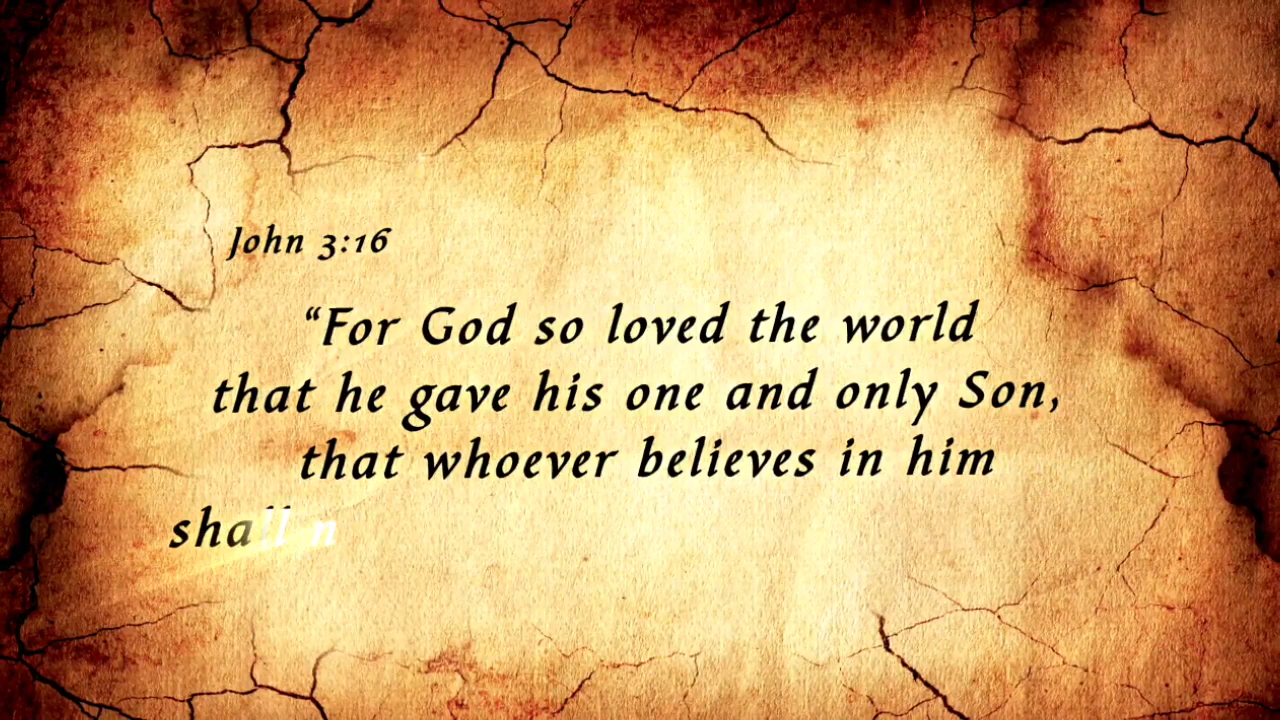 John 3:16
“For God so loved the world
that he gave his one and only Son,
that whoever believes in him
shall n